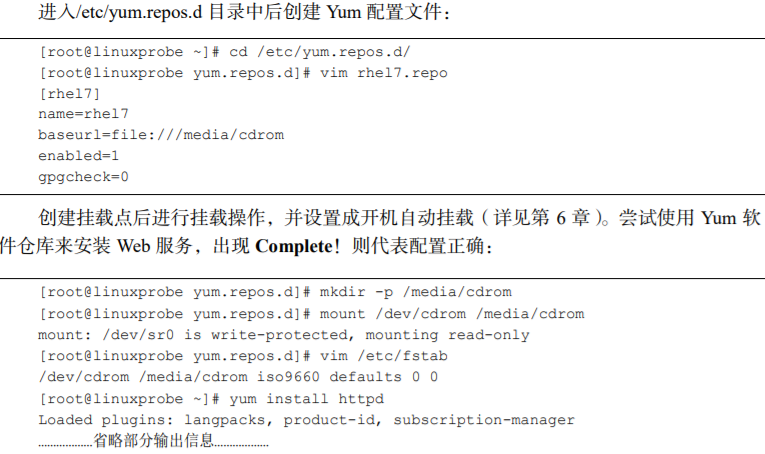 进入/etc/yum.repos.d 目录中后创建 Yum 配置文件：
[root@linuxprobe ~]# cd /etc/yum.repos.d/
[root@linuxprobe yum.repos.d]# vim rhel7.repo
[rhel7]
name=rhel7
baseurl=file:///media/cdrom
enabled=1
gpgcheck=0
创建挂载点后进行挂载操作，并设置成开机自动挂载（详见第 6 章）。尝试使用 Yum 软
件仓库来安装 Web 服务，出现 Complete！则代表配置正确：
[root@linuxprobe yum.repos.d]# mkdir -p /media/cdrom
[root@linuxprobe yum.repos.d]# mount /dev/cdrom /media/cdrom
mount: /dev/sr0 is write-protected, mounting read-only
[root@linuxprobe yum.repos.d]# vim /etc/fstab
/dev/cdrom /media/cdrom iso9660 defaults 0 0
[root@linuxprobe ~]# yum install httpd
Loaded plugins: langpacks, product-id, subscription-manager
………………省略部分输出信息………………